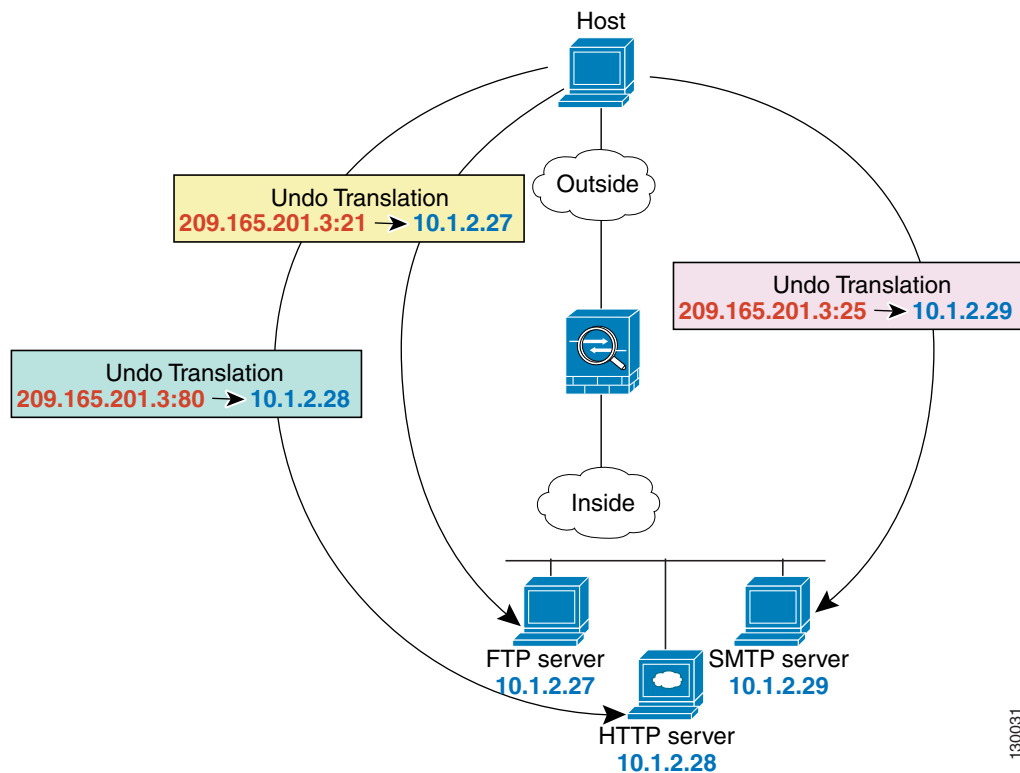 Host
Outside
Undo Translation
209.165.201.3:21 → 10.1.2.27
Undo Translation
209.165.201.3:25 → 10.1.2.29
Undo Translation
209.165.201.3:80 → 10.1.2.28
Inside
FTP server
10.1.2.27
SMTP server
10.1.2.29
HTTP server
10.1.2.28
130031